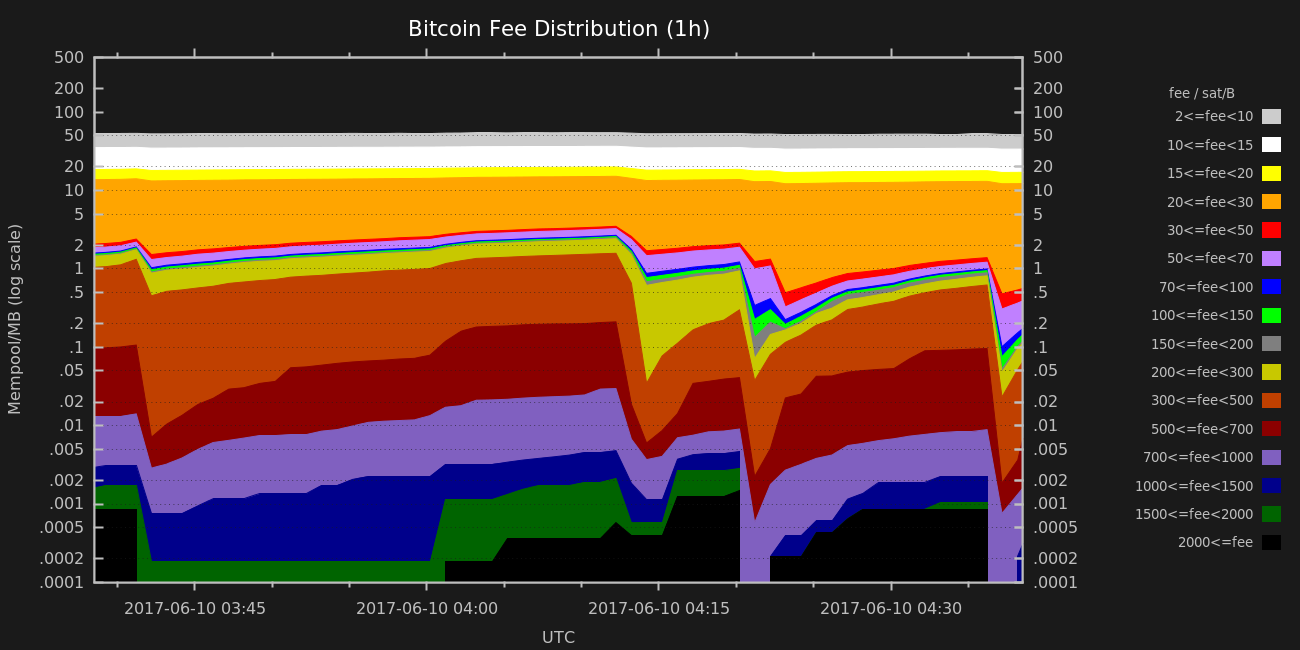 Bitcoin Fee Distribution (1h)
500
200
100
50
20
10
5
2
1
.5
.2
.1
.05
.02
.01
.005
.002
.001
.0005
.0002
.0001
Mempool/MB (log scale)
500
200
100
50
20
10
5
2
1
.5
.2
.1
.05
.02
.01
.005
.002
.001
.0005
.0002
.0001
2017-06-10 03:45
2017-06-10 04:00
2017-06-10 04:15
2017-06-10 04:30
UTC
fee / sat/B
2<=fee<10
10<=fee<15
15<=fee<20
20<=fee<30
30<=fee<50
50<=fee<70
70<=fee<100
100<=fee<150
150<=fee<200
200<=fee<300
300<=fee<500
500<=fee<700
700<=fee<1000
1000<=fee<1500
1500<=fee<2000
2000<=fee